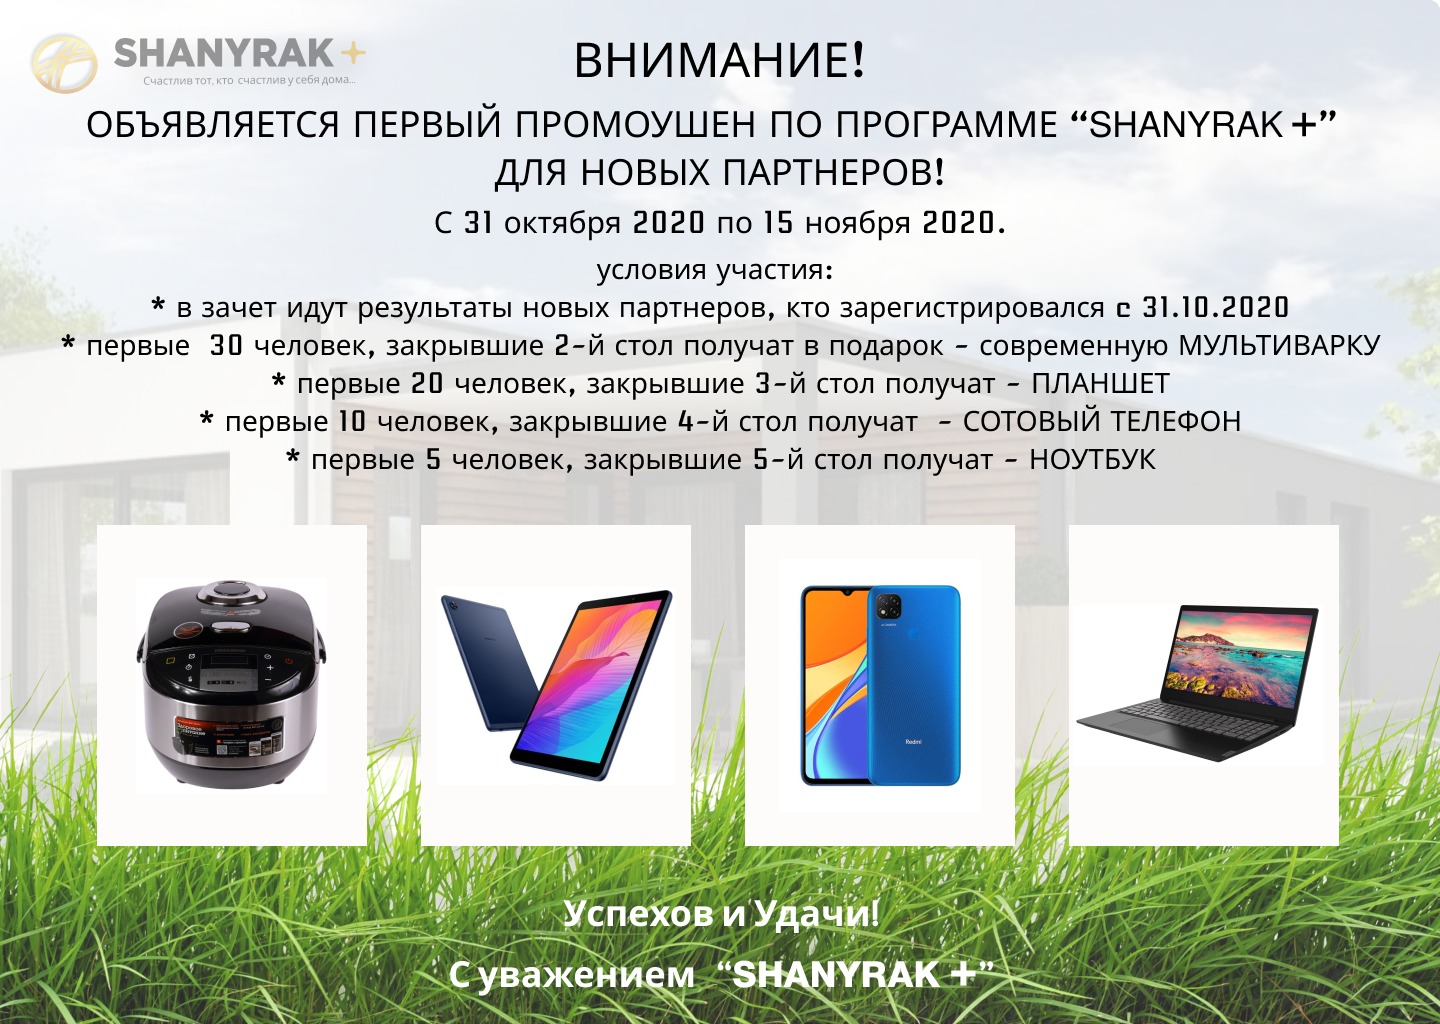 SHANYRAK+
Счастлив тот, кто счастлив у себя дома...
ВНИМАНИЕ!
ОБЪЯВЛЯЕТСЯ ПЕРВЫЙ ПРОМОУШЕН ПО ПРОГРАММЕ “SHANYRAK+”
ДЛЯ НОВЫХ ПАРТНЕРОВ!
С 31 октября 2020 по 15 ноября 2020.
условия участия:
* в зачет идут результаты новых партнеров, кто зарегистрировался с 31.10.2020
* первые 30 человек, закрывшие 2-й стол получат в подарок - современную МУЛЬТИВАРКУ
* первые 20 человек, закрывшие 3-й стол получат - ПЛАНШЕТ
* первые 10 человек, закрывшие 4-й стол получат - СОТОВЫЙ ТЕЛЕФОН
* первые 5 человек, закрывшие 5-й стол получат - НОУТБУК
Здоровое
питание
Redmi
Успехов и Удачи!
С уважением “SHANYRAK+”